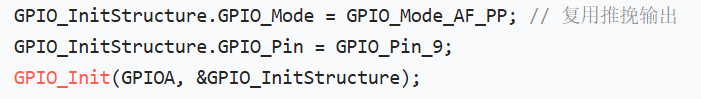 GPIO_InitStructure.GPIO_Mode = GPIO_Mode_AF_PP; // 复用推挽输出
GPIO_InitStructure.GPIO_Pin = GPIO_Pin_9;
GPIO_Init(GPIOA, &GPIO_InitStructure);